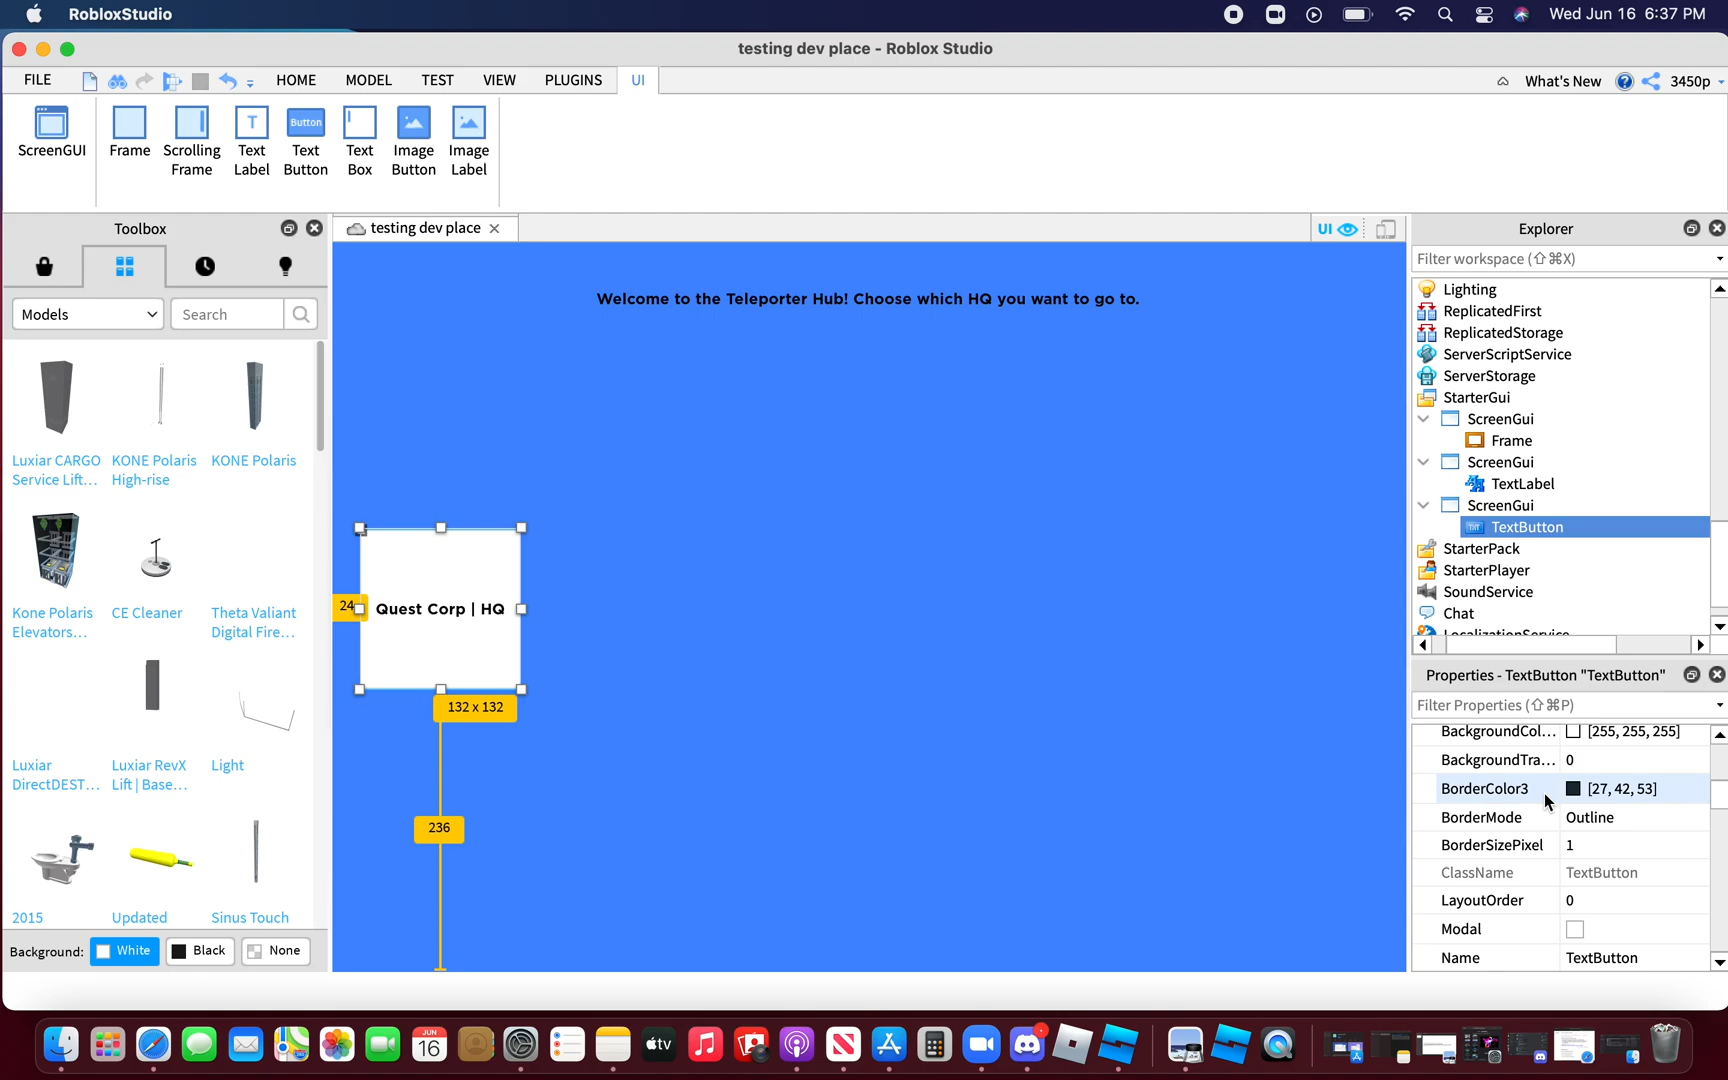 RobloxStudio
Wed Jun 16 6:37 PM
testing dev place - Roblox Studio
FILE
HOME
MODEL
TEST
VIEW
PLUGINS
UI
What's New
3450p
ScreenGUI
Frame
Scrolling
Frame
T
Text
Label
Button
Text
Button
Text
Box
Image
Button
Image
Label
Toolbox
Models
Search
Luxiar CARGO
Service Lift...
KONE Polaris
High-rise
KONE Polaris
Kone Polaris
Elevators...
CE Cleaner
Theta Valiant
Digital Fire...
Luxiar
DirectDEST...
Luxiar RevX
Lift | Base...
Light
2015
Updated
Sinus Touch
Background:
White
Black
None
testing dev place
UI
Welcome to the Teleporter Hub! Choose which HQ you want to go to.
24
Quest Corp | HQ
132 x 132
236
Explorer
Filter workspace (⇧⌘X)
Lighting
ReplicatedFirst
ReplicatedStorage
ServerScriptService
ServerStorage
StarterGui
ScreenGui
Frame
ScreenGui
TextLabel
ScreenGui
TextButton
StarterPack
StarterPlayer
SoundService
Chat
LocalizationService
Properties - TextButton "TextButton"
Filter Properties (⇧⌘P)
BackgroundCol... [255, 255, 255]
BackgroundTra... 0
BorderColor3 [27, 42, 53]
BorderMode Outline
BorderSizePixel 1
ClassName TextButton
LayoutOrder 0
Modal
Name TextButton
JUN
16
tv